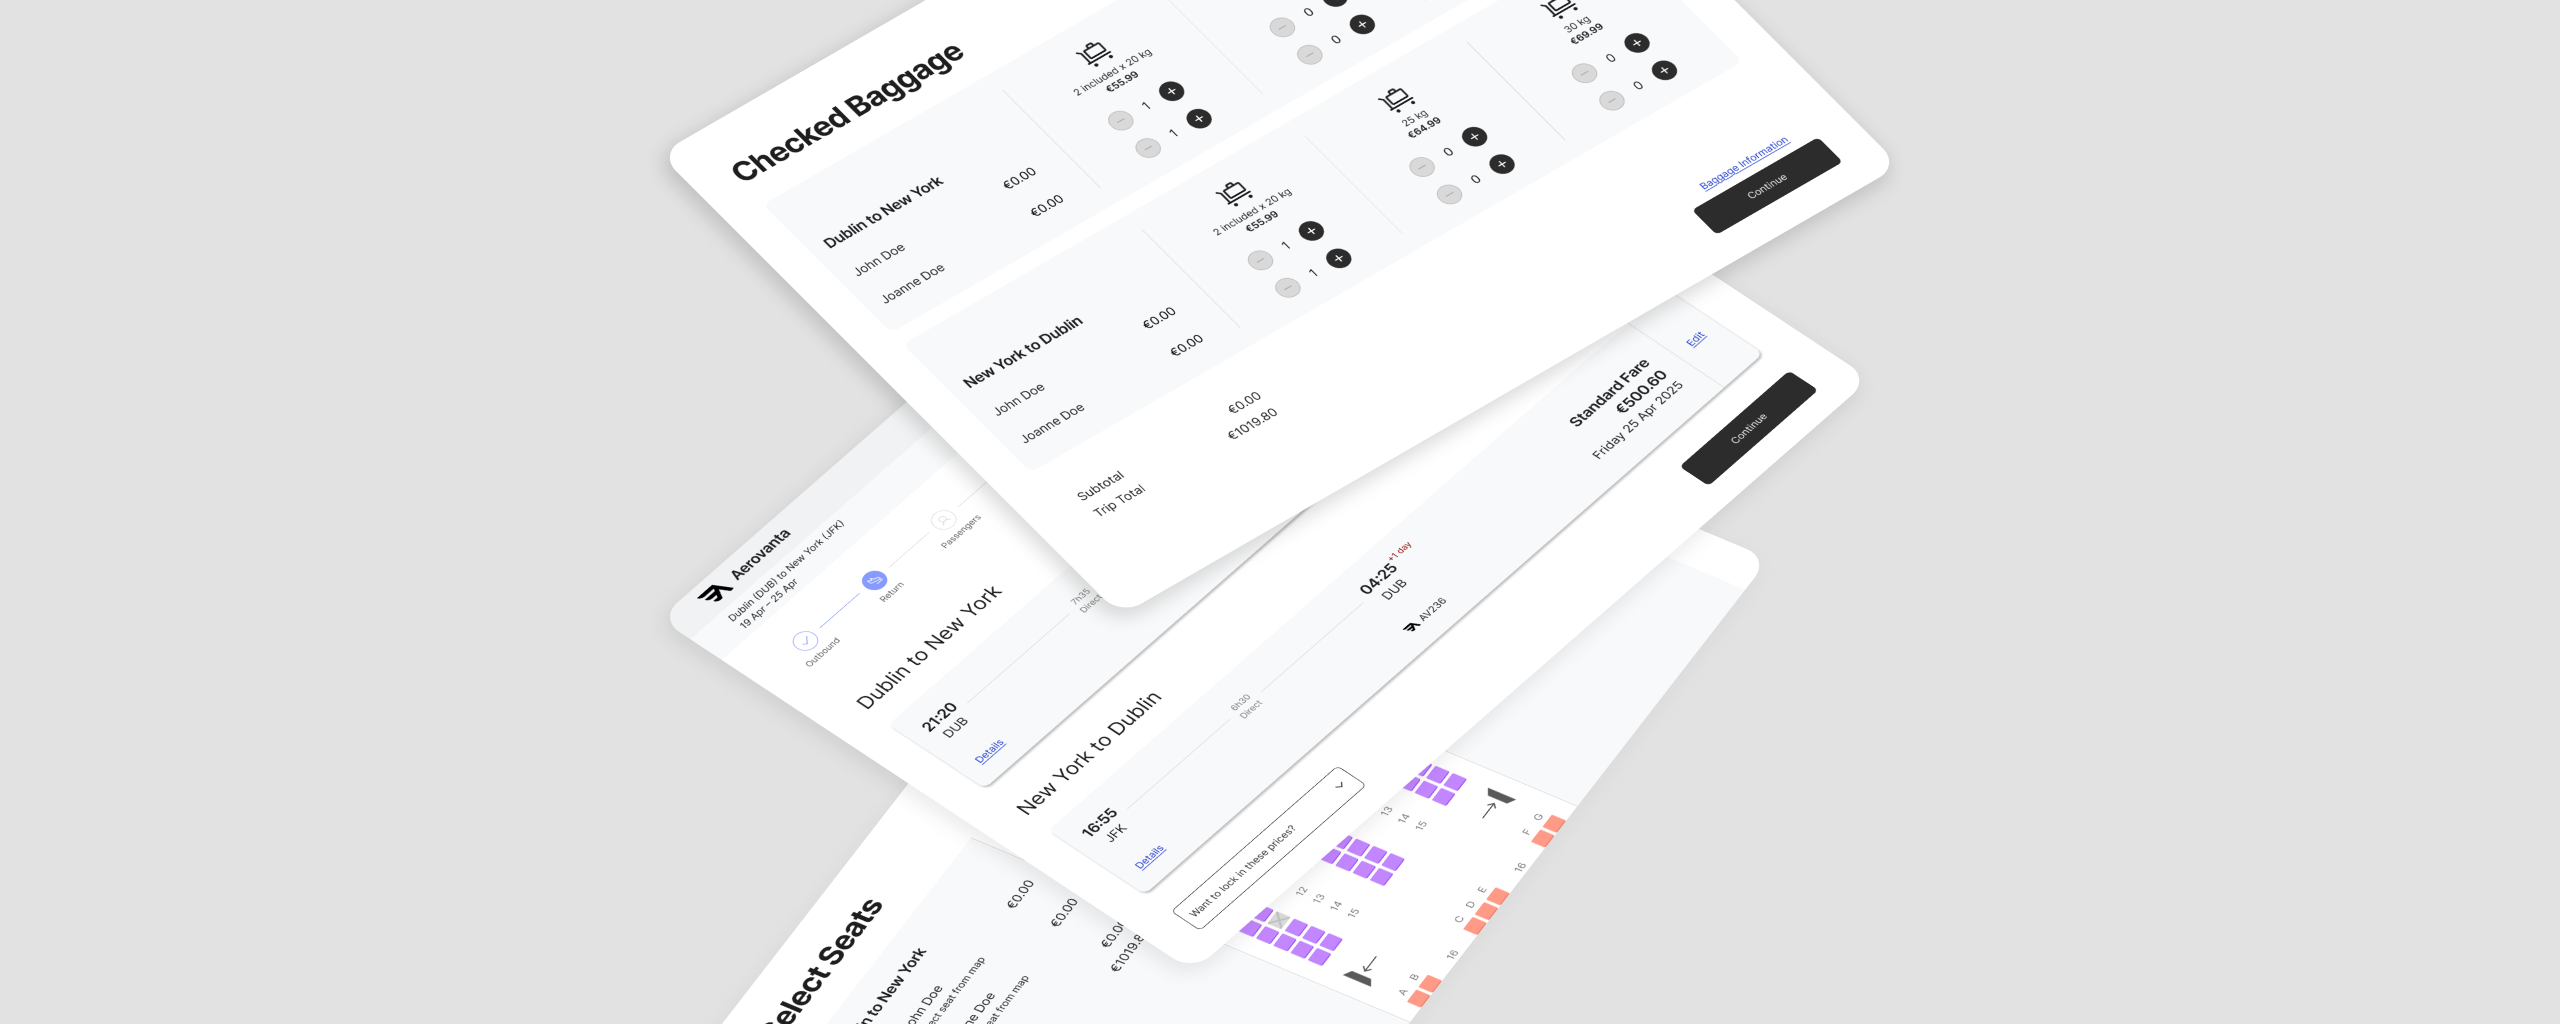 Checked Baggage
Dublin to New York
John Doe
€0.00
Joanne Doe
€0.00
2 included x 20 kg
€55.99
− 1 +
− 1 +
− 0 +
− 0 +
New York to Dublin
John Doe
€0.00
Joanne Doe
€0.00
2 included x 20 kg
€55.99
− 1 +
− 1 +
25 kg
€64.99
− 0 +
− 0 +
30 kg
€69.99
− 0 +
− 0 +
Subtotal
€0.00
Trip Total
€1019.80
Baggage Information
Continue
Aerovanta
Dublin (DUB) to New York (JFK)
19 Apr – 25 Apr
Outbound
Return
Passengers
Dublin to New York
21:20
DUB
7h35
Direct
Details
New York to Dublin
16:55
JFK
6h30
Direct
04:25 +1 day
DUB
AV236
Details
Standard Fare
€500.60
Friday 25 Apr 2025
Edit
Want to lock in these prices?
Continue
Select Seats
to New York
Doe
seat from map
€0.00
Doe
from map
€0.00
€0.00
€1019.8
13
14
15
12
13
14
15
A B
16
C D E
16
F G